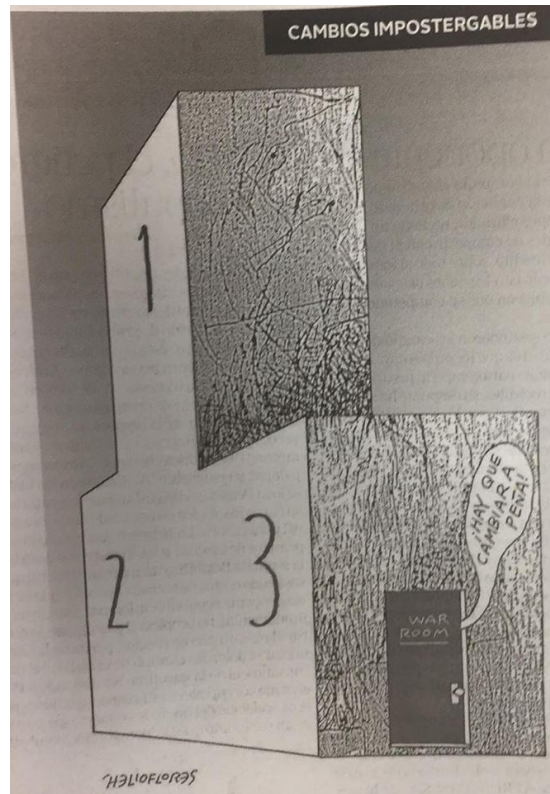 CAMBIOS IMPOSTERGABLES
1
2
3
¡HAY QUE
CAMBIAR A
PEÑA!
WAR
ROOM
HELIOFLORES